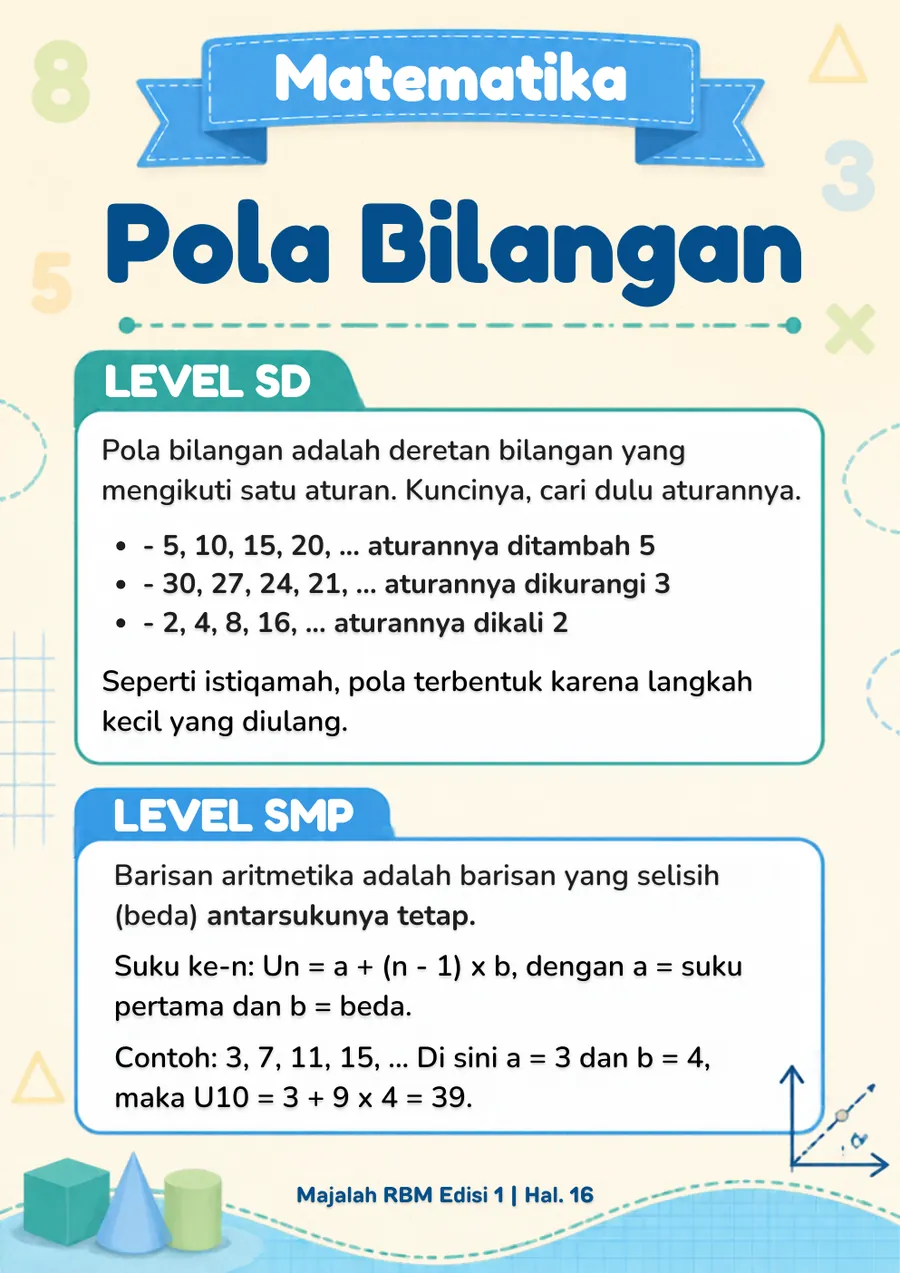 8
Matematika
3
Pola Bilangan
5
LEVEL SD
Pola bilangan adalah deretan bilangan yang
mengikuti satu aturan. Kuncinya, cari dulu aturannya.
• - 5, 10, 15, 20, ... aturannya ditambah 5
• - 30, 27, 24, 21, ... aturannya dikurangi 3
• - 2, 4, 8, 16, ... aturannya dikali 2
Seperti istiqamah, pola terbentuk karena langkah
kecil yang diulang.
LEVEL SMP
Barisan aritmetika adalah barisan yang selisih
(beda) antarsukunya tetap.
Suku ke-n: Un = a + (n - 1) x b, dengan a = suku
pertama dan b = beda.
Contoh: 3, 7, 11, 15, ... Di sini a = 3 dan b = 4,
maka U10 = 3 + 9 x 4 = 39.
Majalah RBM Edisi 1 | Hal. 16